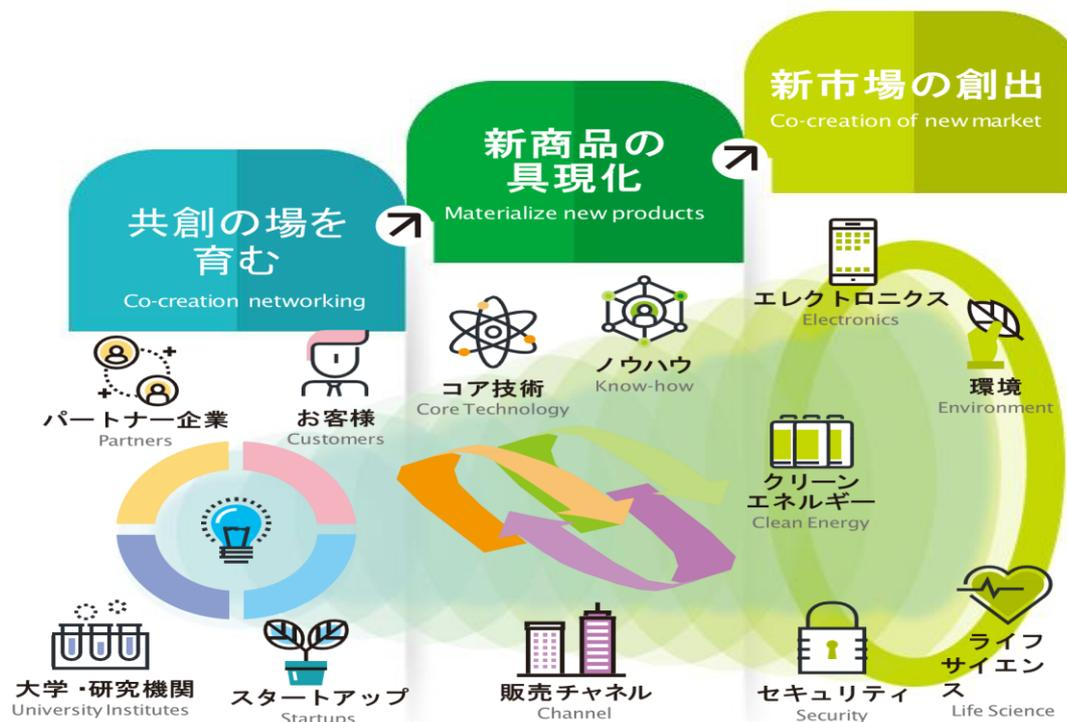 共創の場を
育む
Co-creation networking
新商品の
具現化
Materialize new products
新市場の創出
Co-creation of new market
パートナー企業
Partners
お客様
Customers
大学・研究機関
University Institutes
スタートアップ
Startups
コア技術
Core Technology
ノウハウ
Know-how
販売チャネル
Channel
エレクトロニクス
Electronics
環境
Environment
クリーン
エネルギー
Clean Energy
セキュリティ
Security
ライフ
サイエン
ス
Life Science